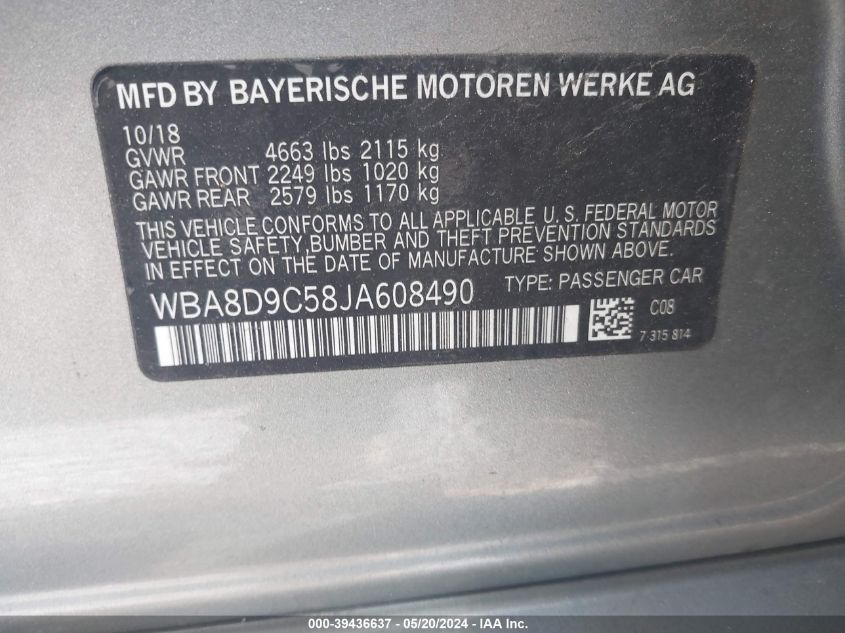 MFD BY BAYERISCHE MOTOREN WERKE AG
10/18
GVWR 4663 lbs 2115 kg
GAWR FRONT 2249 lbs 1020 kg
GAWR REAR 2579 lbs 1170 kg
THIS VEHICLE CONFORMS TO ALL APPLICABLE U. S. FEDERAL MOTOR
VEHICLE SAFETY,BUMBER AND THEFT PREVENTION STANDARDS
IN EFFECT ON THE DATE OF MANUFACTURE SHOWN ABOVE.
WBA8D9C58JA608490 TYPE: PASSENGER CAR
C08
7 315 814
000-39436637 - 05/20/2024 - IAA Inc.